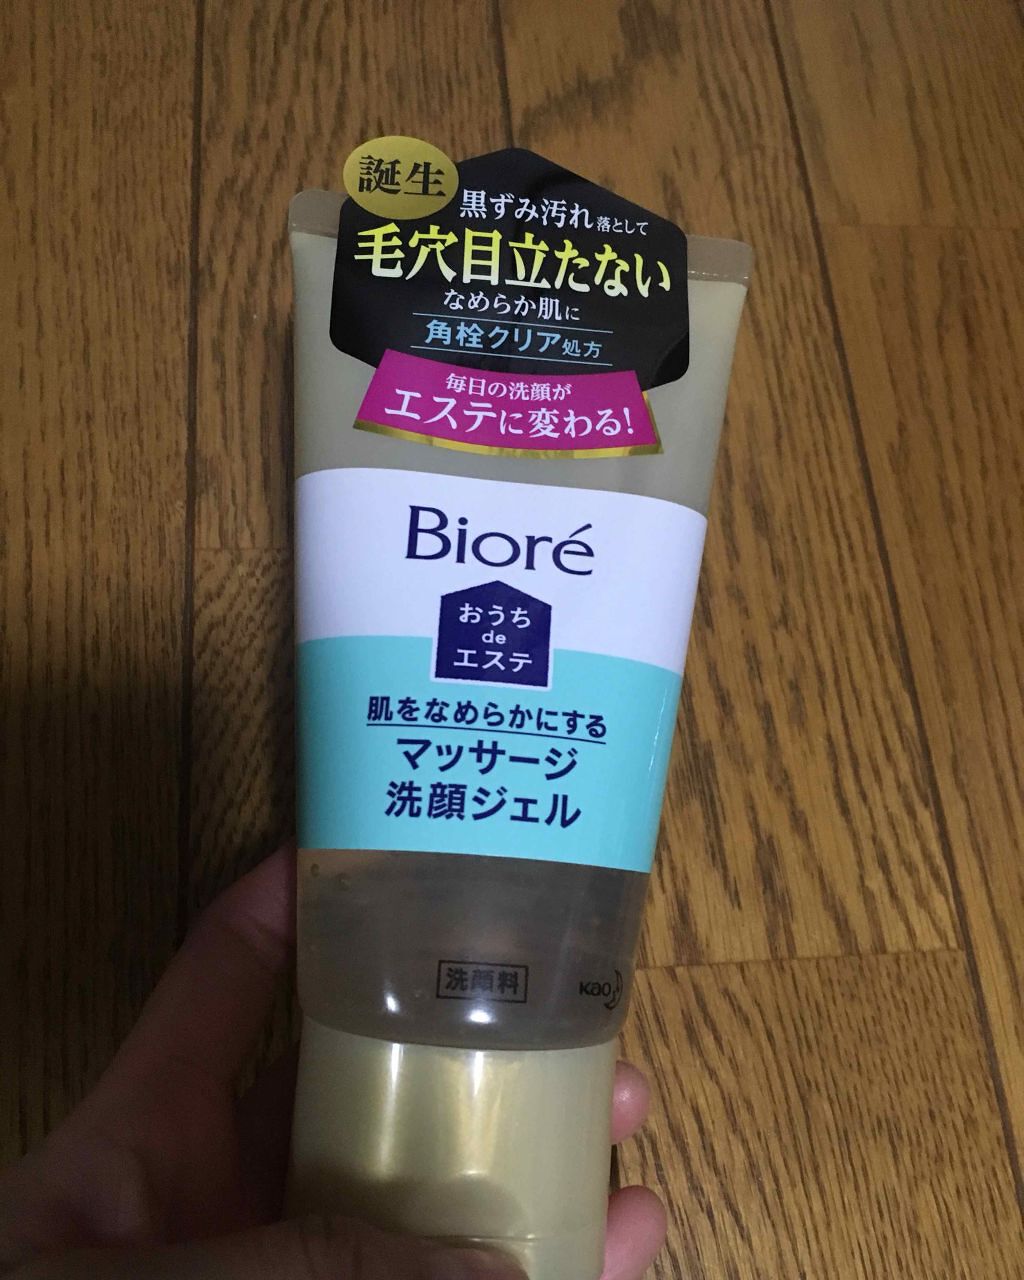 誕生
黒ずみ汚れ落として
毛穴目立たない
なめらか肌に
角栓クリア処方
毎日の洗顔が
エステに変わる!
Bioré
おうち
de
エステ
肌をなめらかにする
マッサージ
洗顔ジェル
洗顔料
Kao